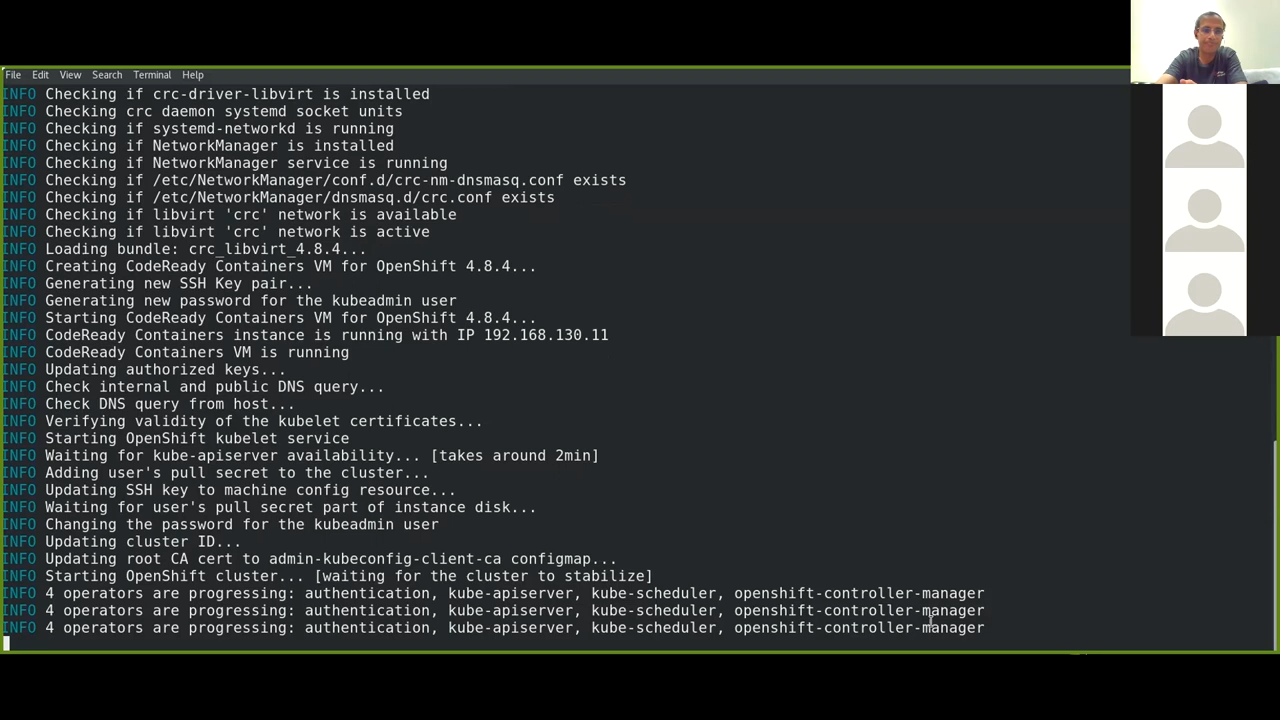 File Edit View Search Terminal Help
INFO Checking if crc-driver-libvirt is installed
INFO Checking crc daemon systemd socket units
INFO Checking if systemd-networkd is running
INFO Checking if NetworkManager is installed
INFO Checking if NetworkManager service is running
INFO Checking if /etc/NetworkManager/conf.d/crc-nm-dnsmasq.conf exists
INFO Checking if /etc/NetworkManager/dnsmasq.d/crc.conf exists
INFO Checking if libvirt 'crc' network is available
INFO Checking if libvirt 'crc' network is active
INFO Loading bundle: crc_libvirt_4.8.4...
INFO Creating CodeReady Containers VM for OpenShift 4.8.4...
INFO Generating new SSH Key pair...
INFO Generating new password for the kubeadmin user
INFO Starting CodeReady Containers VM for OpenShift 4.8.4...
INFO CodeReady Containers instance is running with IP 192.168.130.11
INFO CodeReady Containers VM is running
INFO Updating authorized keys...
INFO Check internal and public DNS query...
INFO Check DNS query from host...
INFO Verifying validity of the kubelet certificates...
INFO Starting OpenShift kubelet service
INFO Waiting for kube-apiserver availability... [takes around 2min]
INFO Adding user's pull secret to the cluster...
INFO Updating SSH key to machine config resource...
INFO Waiting for user's pull secret part of instance disk...
INFO Changing the password for the kubeadmin user
INFO Updating cluster ID...
INFO Updating root CA cert to admin-kubeconfig-client-ca configmap...
INFO Starting OpenShift cluster... [waiting for the cluster to stabilize]
INFO 4 operators are progressing: authentication, kube-apiserver, kube-scheduler, openshift-controller-manager
INFO 4 operators are progressing: authentication, kube-apiserver, kube-scheduler, openshift-controller-manager
INFO 4 operators are progressing: authentication, kube-apiserver, kube-scheduler, openshift-controller-manager